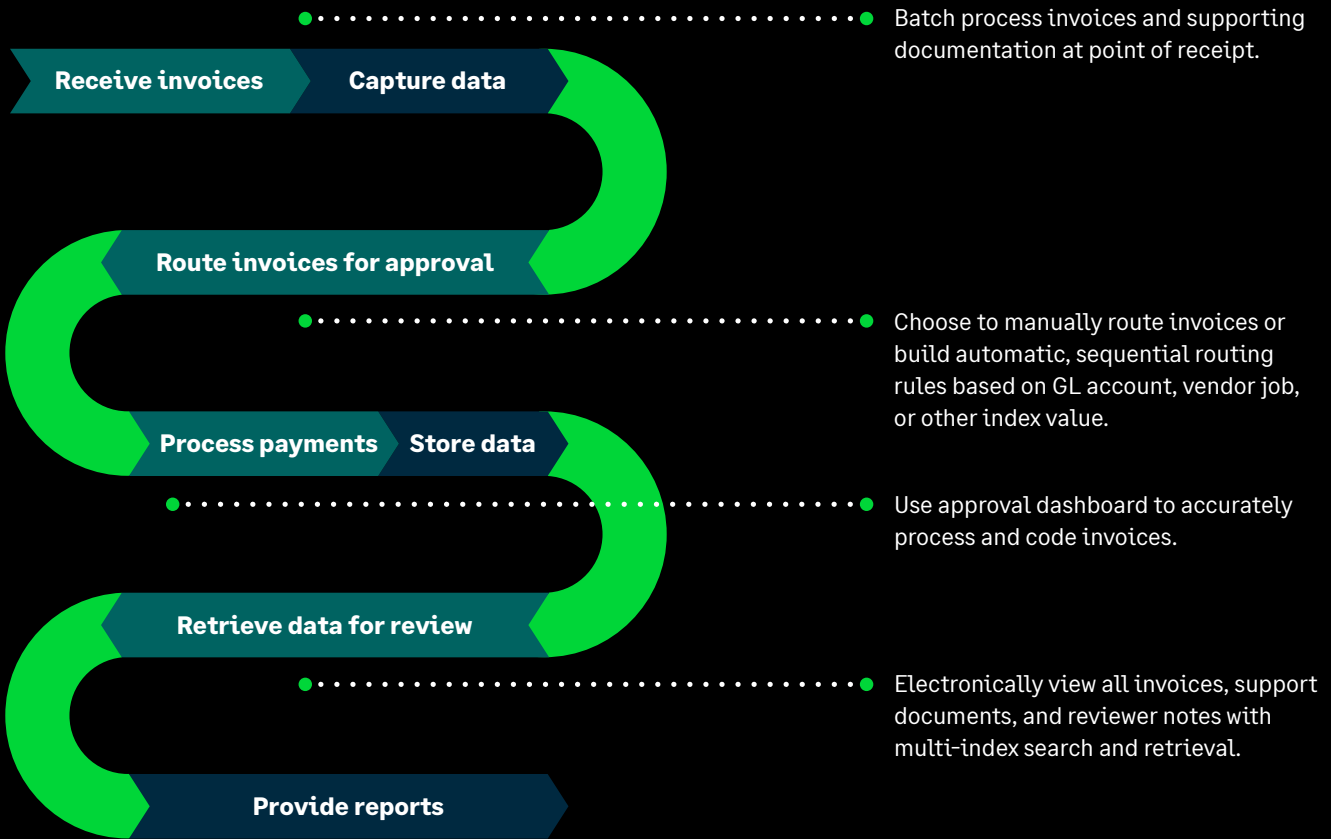 Batch process invoices and supporting
documentation at point of receipt.
Receive invoices
Capture data
Route invoices for approval
Choose to manually route invoices or
build automatic, sequential routing
rules based on GL account, vendor job,
or other index value.
Process payments
Store data
Use approval dashboard to accurately
process and code invoices.
Retrieve data for review
Electronically view all invoices, support
documents, and reviewer notes with
multi-index search and retrieval.
Provide reports